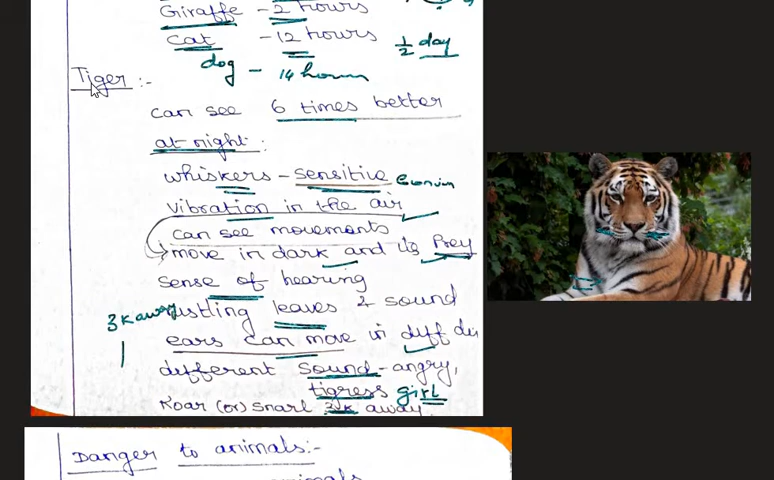 Giraffe - 2 hours
Cat - 12 hours
1/2 day
dog - 14 hours
Tiger :-
can see 6 times better
at night :
whiskers - sensitive
vibration in the air
can see movements
move in dark and its Prey
sense of hearing
3k away
rustling leaves & sound
ears can move in diff
different sound - angry,
tigress girl
Roar (or) snarl 3k away
Danger to animals :-
animals